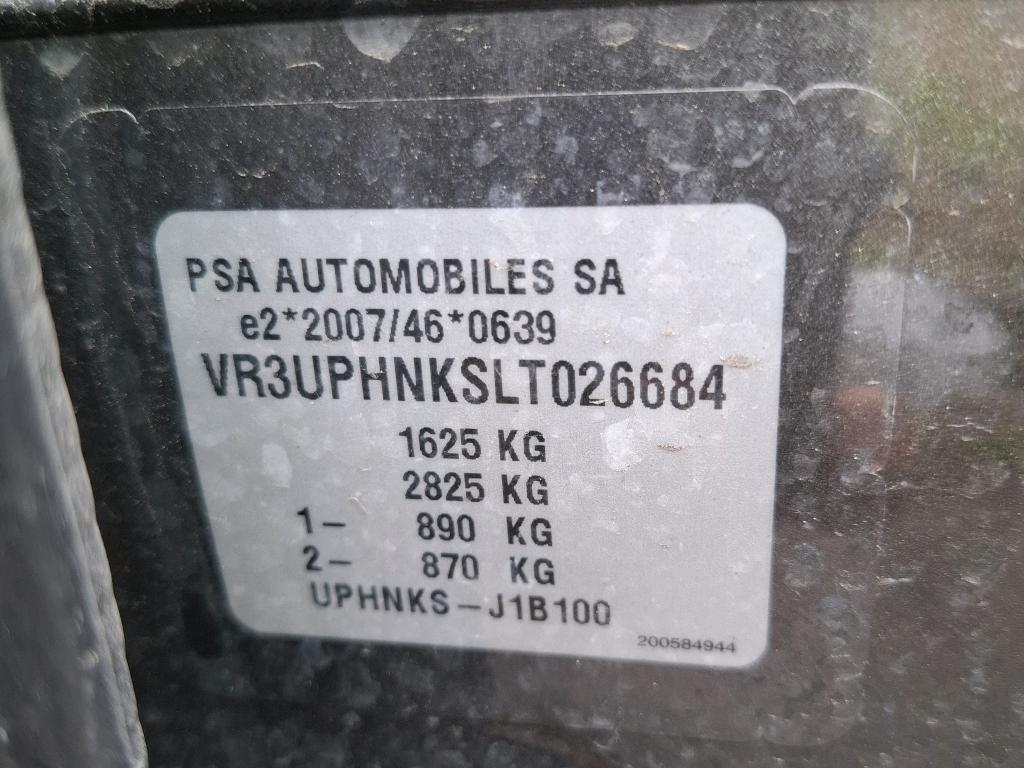 PSA AUTOMOBILES SA
e2*2007/46*0639
VR3UPHNKSLT026684
1625 KG
2825 KG
1- 890 KG
2- 870 KG
UPHNKS-J1B100
200584944